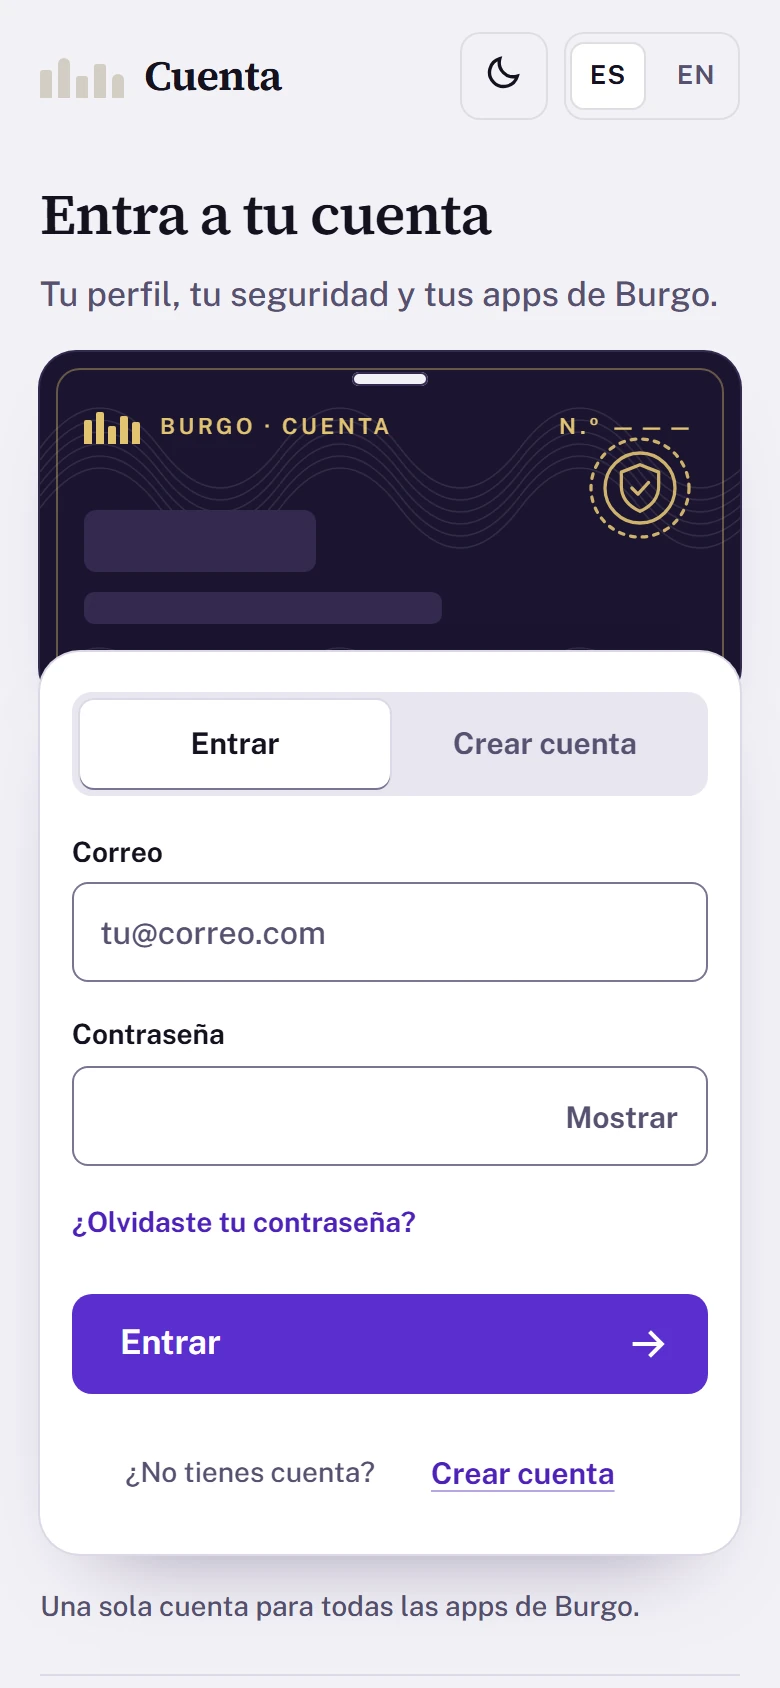 Cuenta
ES
EN
Entra a tu cuenta
Tu perfil, tu seguridad y tus apps de Burgo.
BURGO · CUENTA
N.º — — —
Entrar
Crear cuenta
Correo
tu@correo.com
Contraseña
Mostrar
¿Olvidaste tu contraseña?
Entrar →
¿No tienes cuenta? Crear cuenta
Una sola cuenta para todas las apps de Burgo.